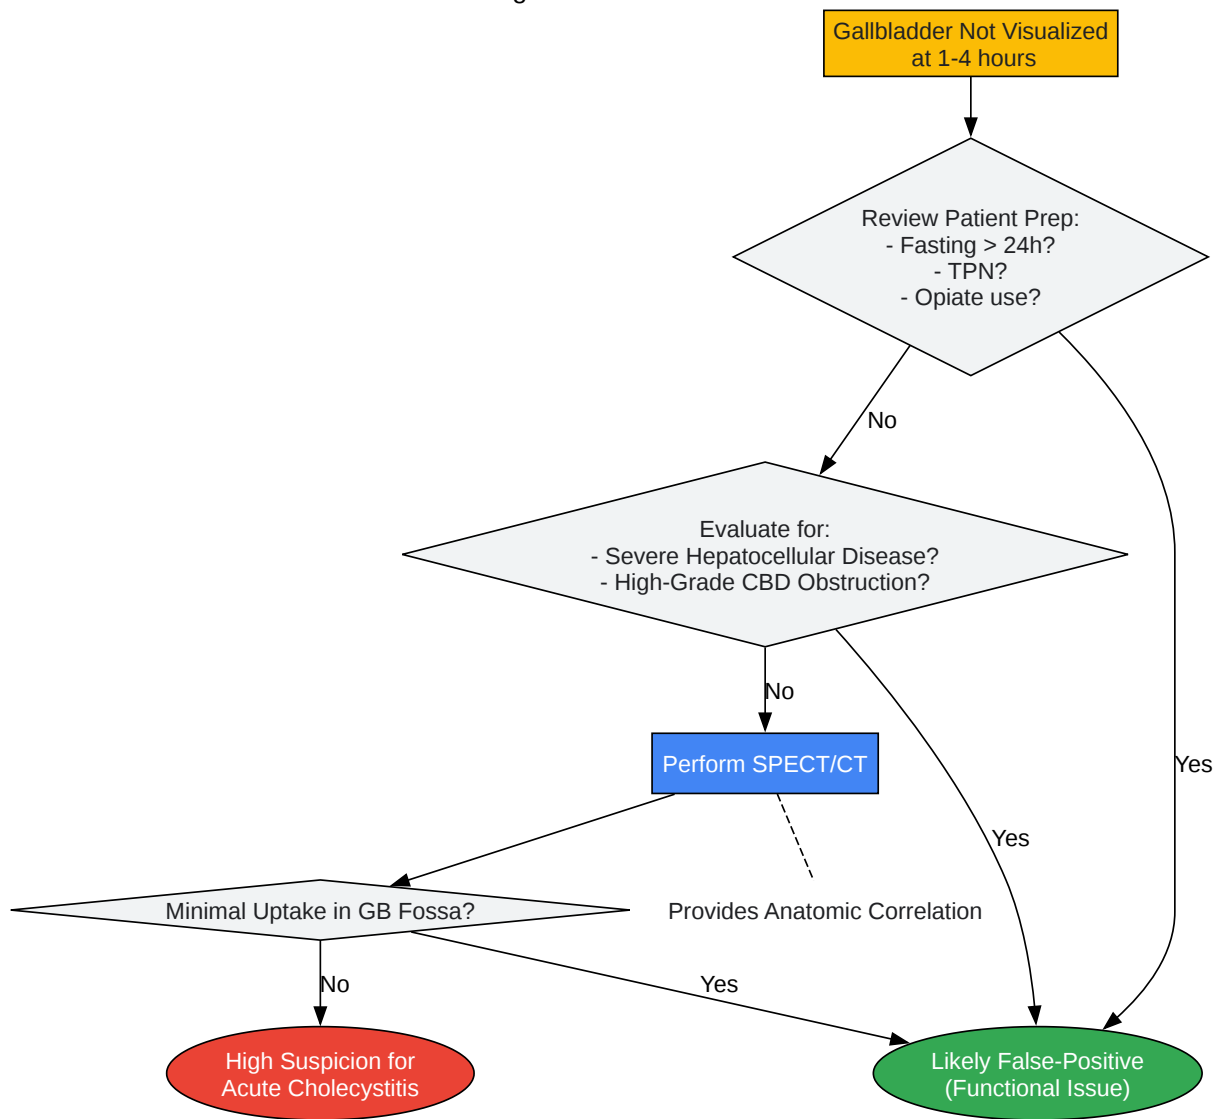 Gallbladder Not Visualized
at 1-4 hours
Review Patient Prep:
- Fasting > 24h?
- TPN?
- Opiate use?
No
Evaluate for:
- Severe Hepatocellular Disease?
- High-Grade CBD Obstruction?
No
Yes
Perform SPECT/CT
Yes
Minimal Uptake in GB Fossa?
Provides Anatomic Correlation
No
Yes
High Suspicion for
Acute Cholecystitis
Likely False-Positive
(Functional Issue)